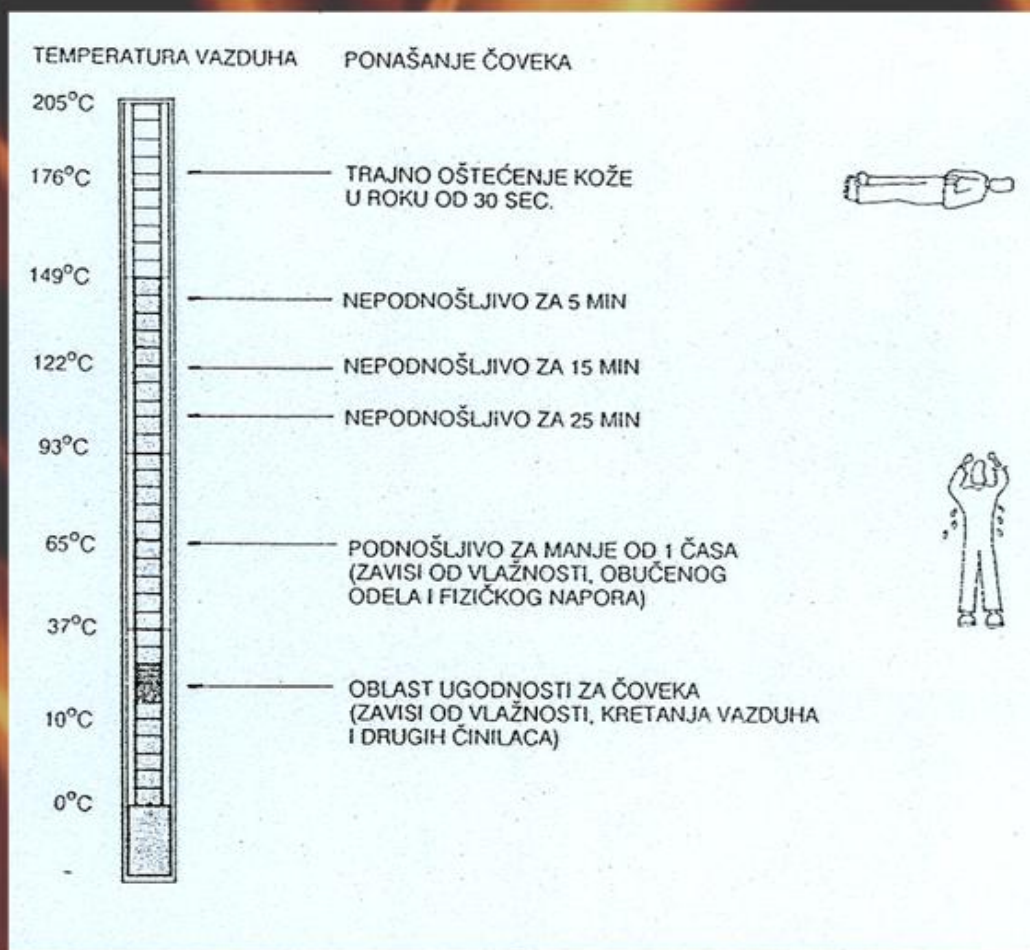 TEMPERATURA VAZDUHA PONAŠANJE ČOVEKA
205°C
176°C TRAJNO OŠTEĆENJE KOŽE
U ROKU OD 30 SEC.
149°C
NEPODNOŠLJIVO ZA 5 MIN
122°C NEPODNOŠLJIVO ZA 15 MIN
NEPODNOŠLJiVO ZA 25 MIN
93°C
65°C PODNOŠLJIVO ZA MANJE OD 1 ČASA
(ZAVISI OD VLAŽNOSTI, OBUČENOG
ODELA I FIZIČKOG NAPORA)
37°C
OBLAST UGODNOSTI ZA ČOVEKA
10°C (ZAVISI OD VLAŽNOSTI, KRETANJA VAZDUHA
I DRUGIH ČINILACA)
0°C
-